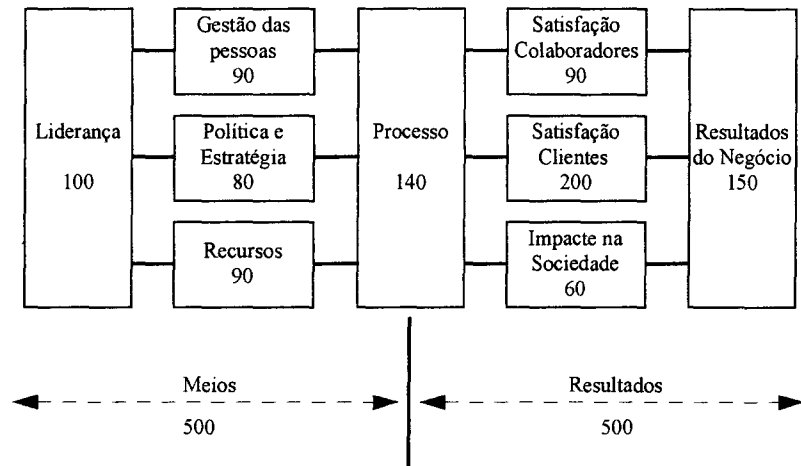 Liderança
100
Gestão das
pessoas
90
Política e
Estratégia
80
Recursos
90
Processo
140
Satisfação
Colaboradores
90
Satisfação
Clientes
200
Impacte na
Sociedade
60
Resultados
do Negócio
150
Meios
500
Resultados
500